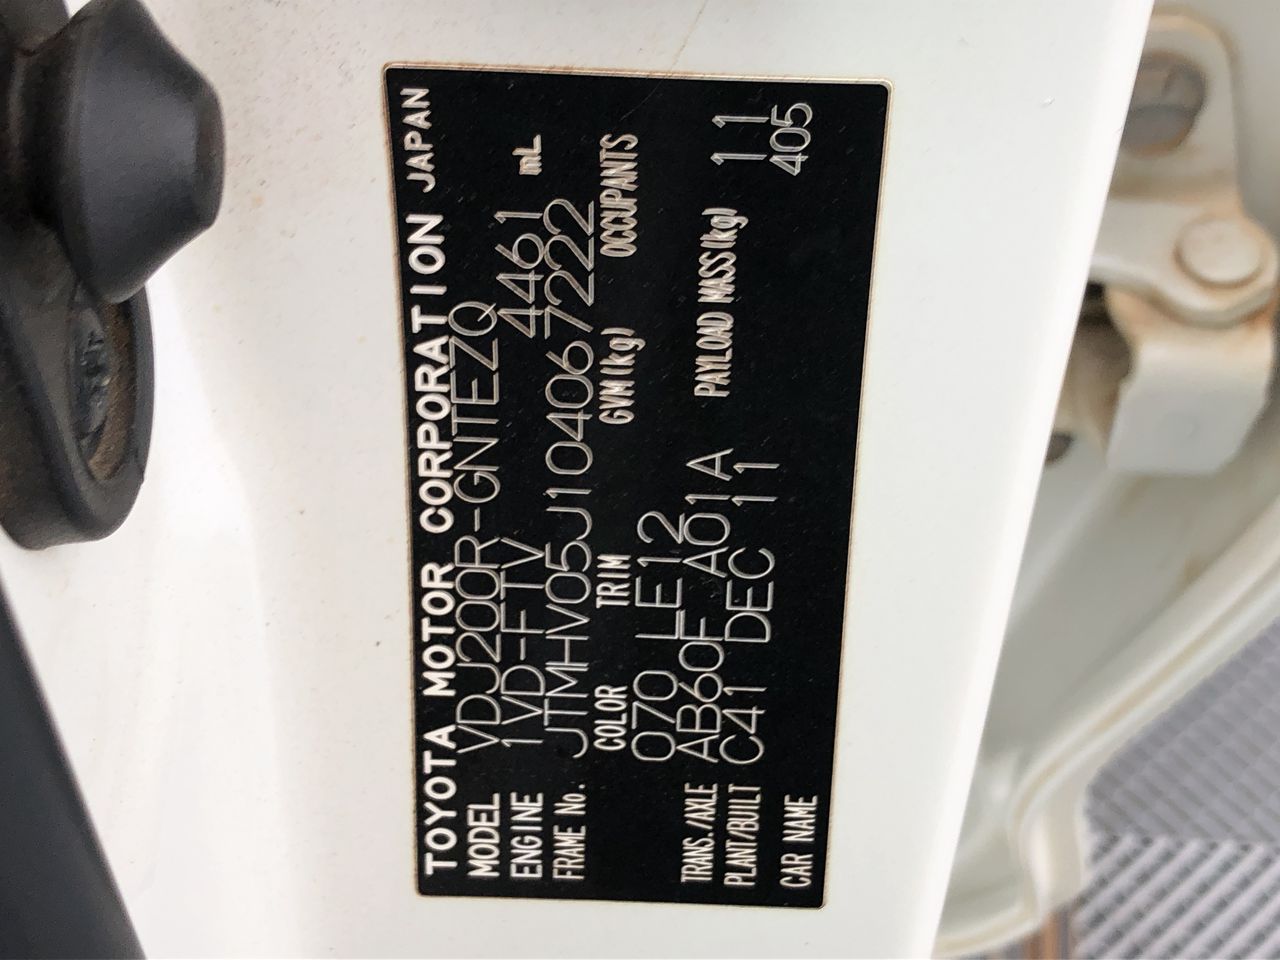 TOYOTA MOTOR CORPORATION JAPAN
MODEL VDJ200R-GNTEZQ
ENGINE 1VD-FTV 4461 mL
FRAME No. JTMHV05J104067222
COLOR TRIM GVM(kg) OCCUPANTS
070 LE12
TRANS./AXLE AB60F A01A PAYLOAD MASS(kg)
PLANT/BUILT C41 DEC 11 11
405
CAR NAME